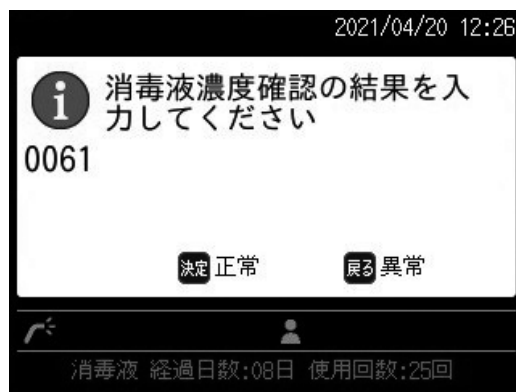 2021/04/20 12:26
消毒液濃度確認の結果を入
力してください
0061
決定 正常 戻る 異常
消毒液 経過日数:08日 使用回数:25回